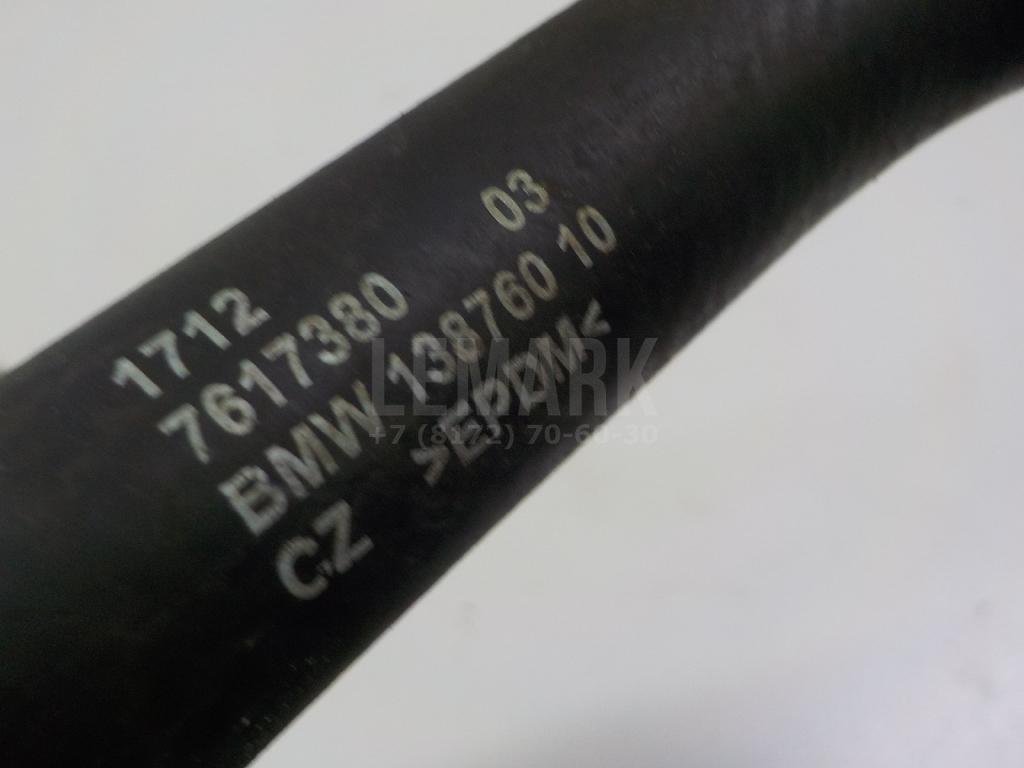 1712
7617380 03
BMW 138760 10
CZ >EPDM<
LEMARK
+7 (8172) 70-60-30